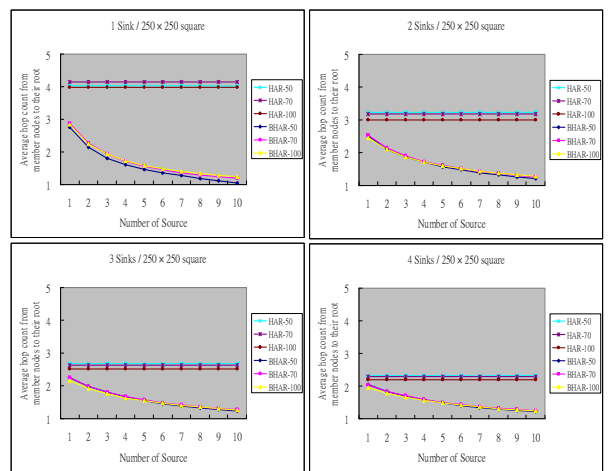 1 Sink / 250 × 250 square
Average hop count from
member nodes to their root
5
4
3
2
1
1 2 3 4 5 6 7 8 9 10
Number of Source
HAR-50
HAR-70
HAR-100
BHAR-50
BHAR-70
BHAR-100
2 Sinks / 250 × 250 square
Average hop count from
member nodes to their root
5
4
3
2
1
1 2 3 4 5 6 7 8 9 10
Number of Source
HAR-50
HAR-70
HAR-100
BHAR-50
BHAR-70
BHAR-100
3 Sinks / 250 × 250 square
Average hop count from
member nodes to their root
5
4
3
2
1
1 2 3 4 5 6 7 8 9 10
Number of Source
HAR-50
HAR-70
HAR-100
BHAR-50
BHAR-70
BHAR-100
4 Sinks / 250 × 250 square
Average hop count from
member nodes to their root
5
4
3
2
1
1 2 3 4 5 6 7 8 9 10
Number of Source
HAR-50
HAR-70
HAR-100
BHAR-50
BHAR-70
BHAR-100